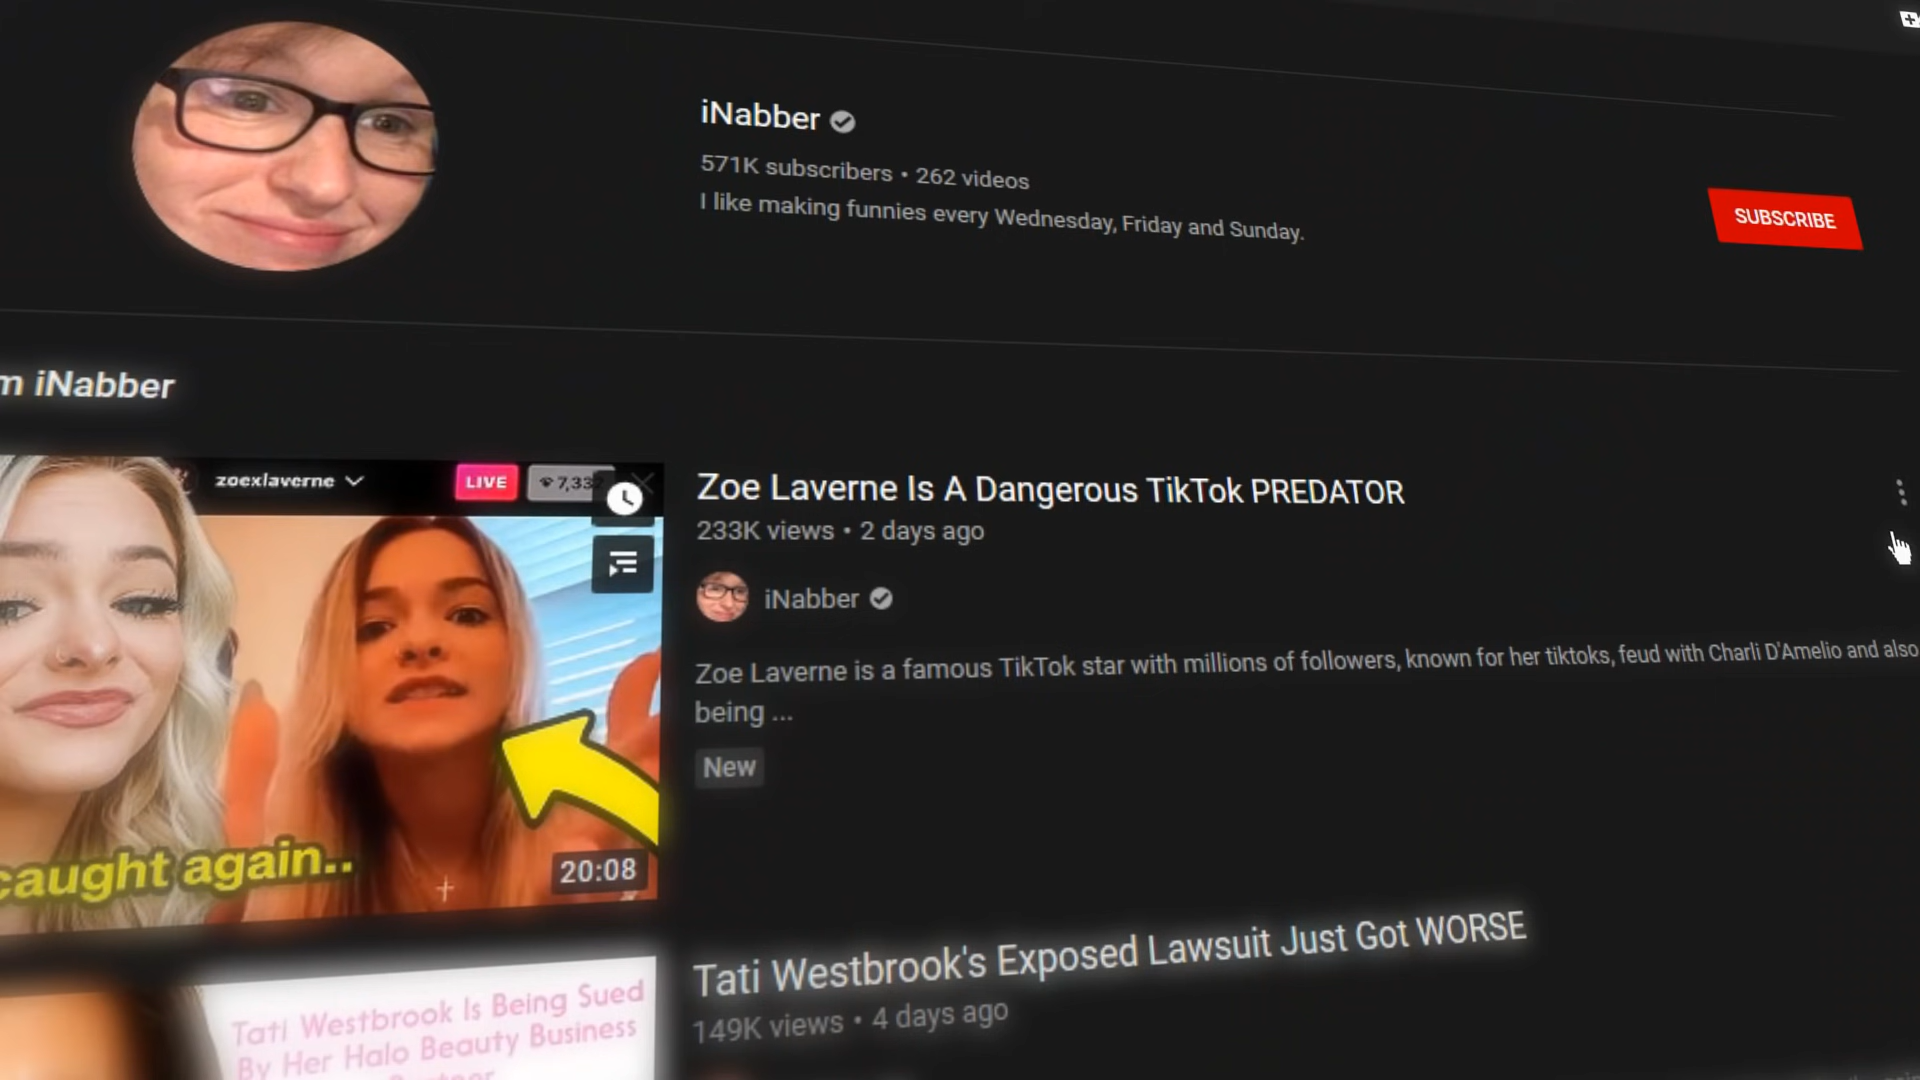 iNabber
571K subscribers • 262 videos
I like making funnies every Wednesday, Friday and Sunday.
SUBSCRIBE
m iNabber
zoexlaverne
LIVE
7,33
caught again..
20:08
Zoe Laverne Is A Dangerous TikTok PREDATOR
233K views • 2 days ago
iNabber
Zoe Laverne is a famous TikTok star with millions of followers, known for her tiktoks, feud with Charli D'Amelio and also
being ...
New
Tati Westbrook Is Being Sued
By Her Halo Beauty Business
Tati Westbrook's Exposed Lawsuit Just Got WORSE
149K views • 4 days ago